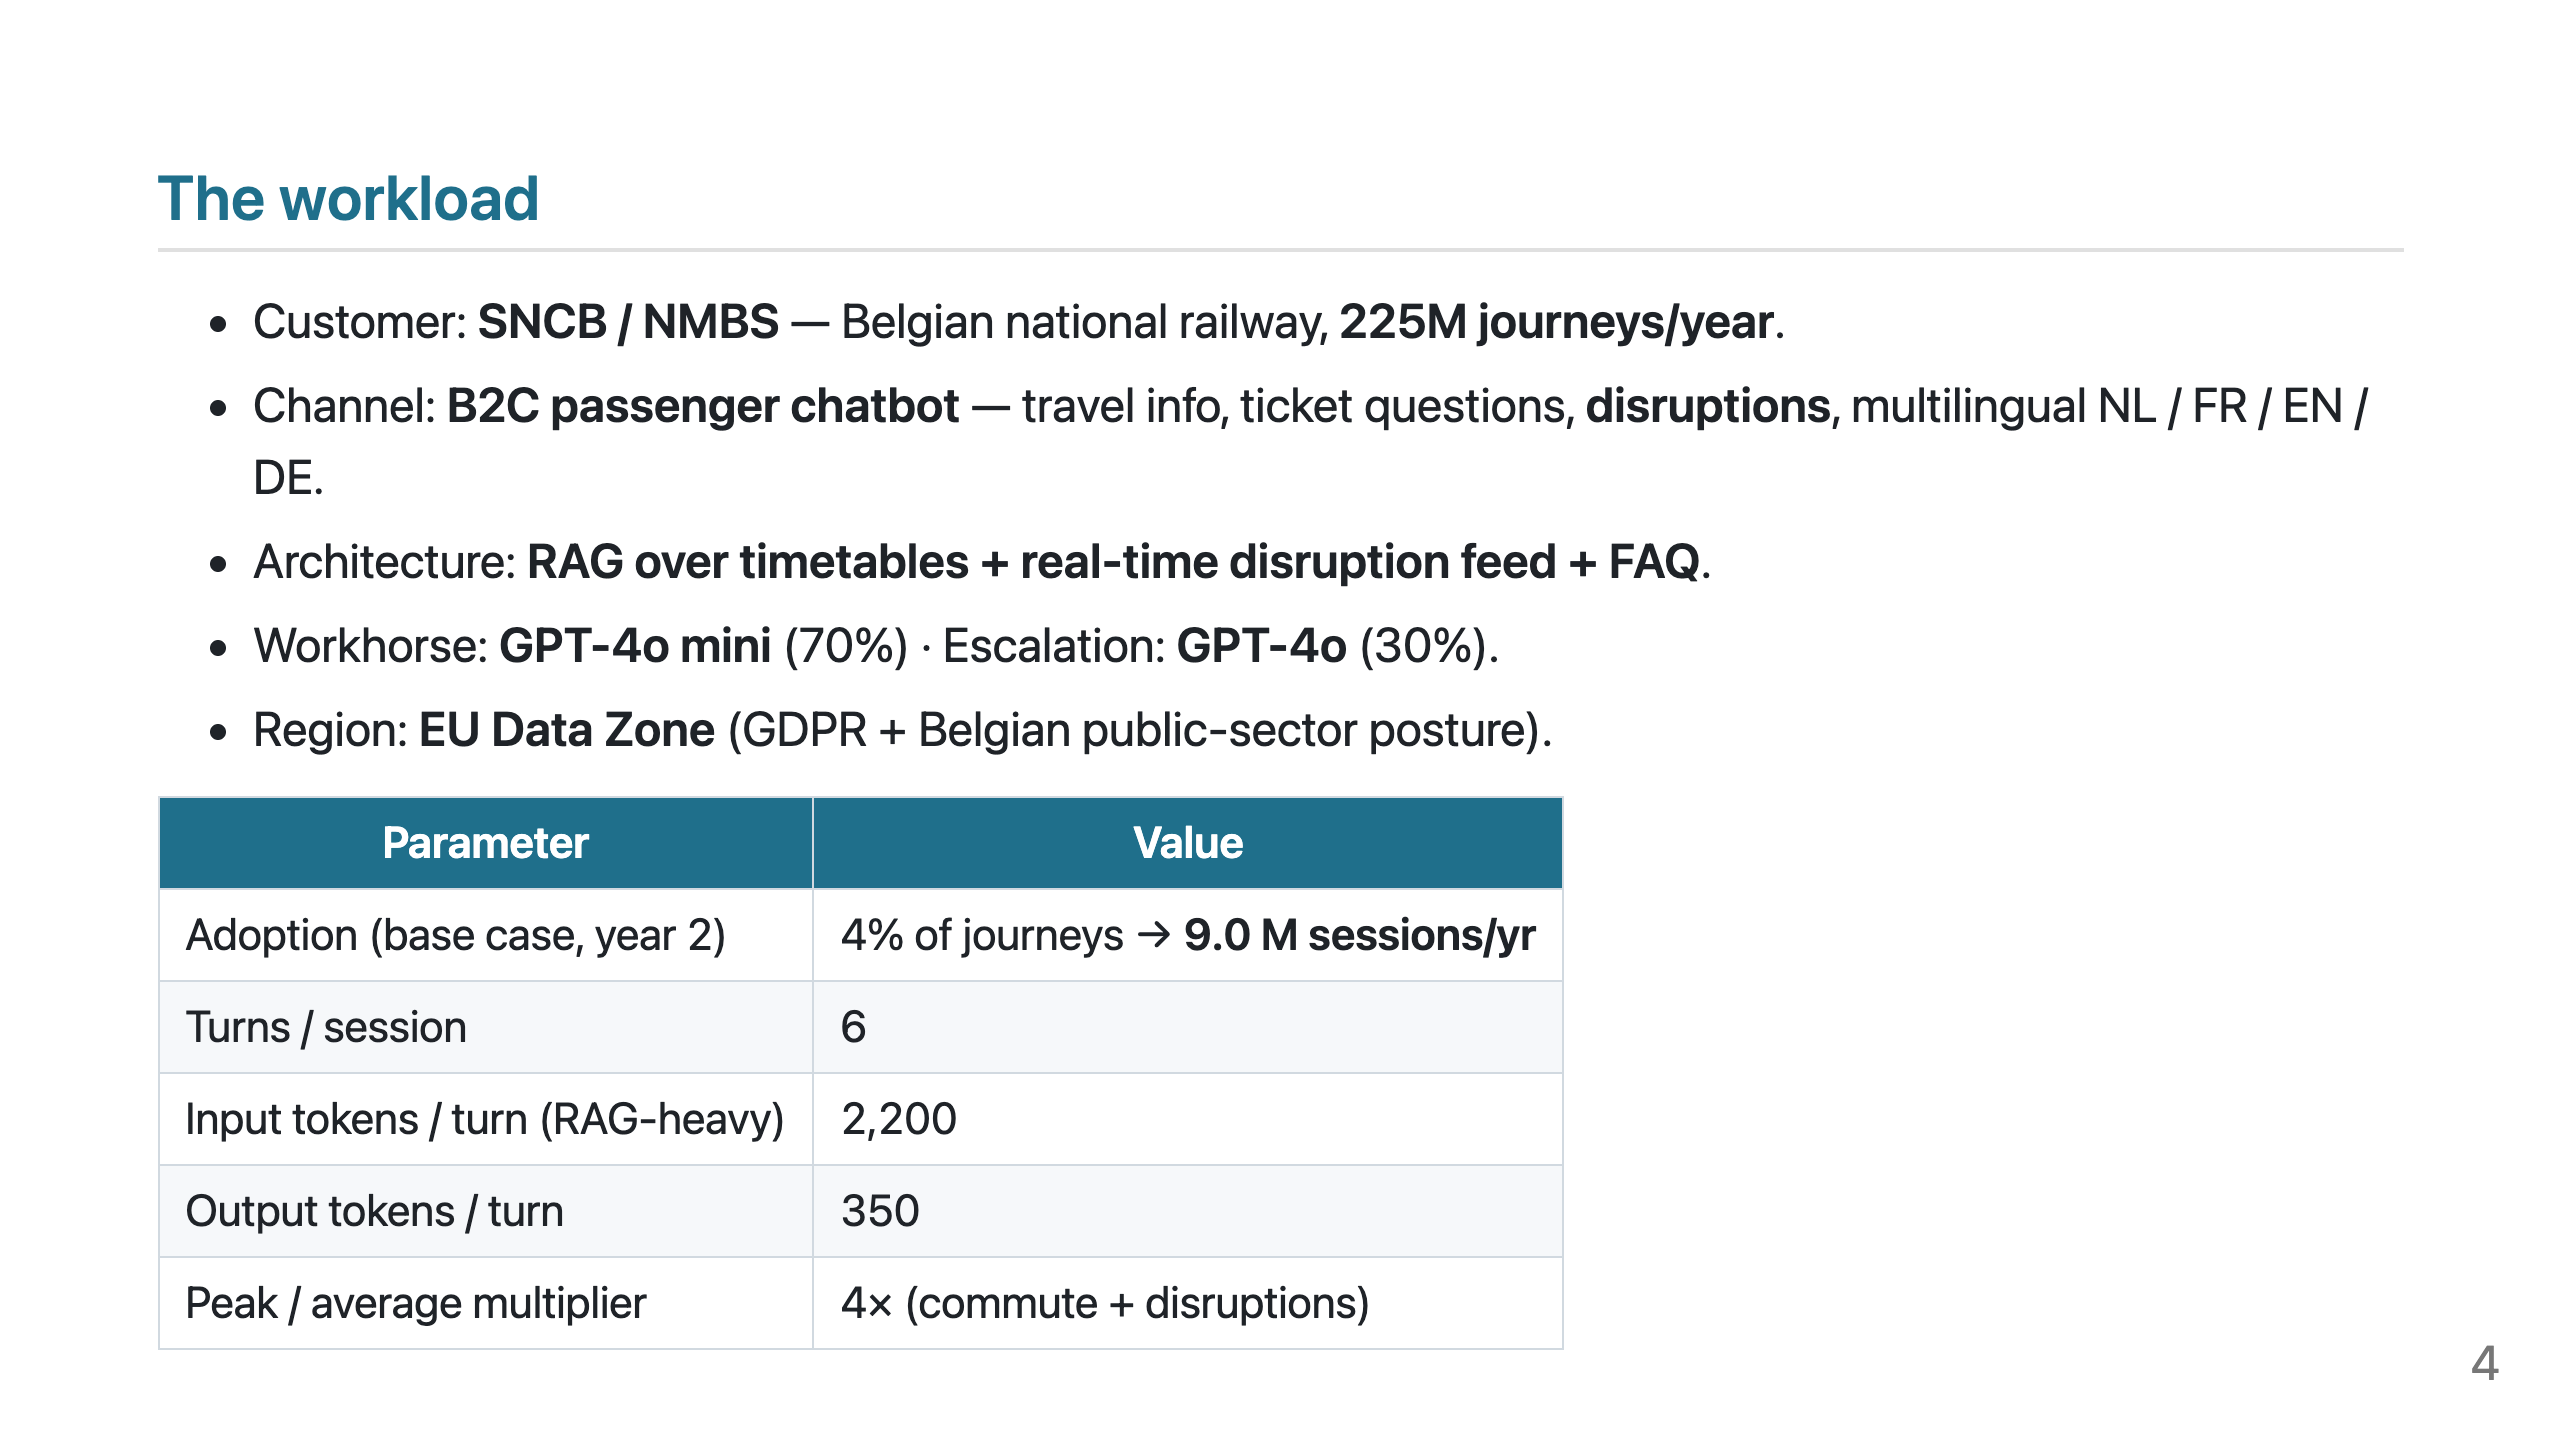 The workload
• Customer: SNCB / NMBS — Belgian national railway, 225M journeys/year.
• Channel: B2C passenger chatbot — travel info, ticket questions, disruptions, multilingual NL / FR / EN /
DE.
• Architecture: RAG over timetables + real-time disruption feed + FAQ.
• Workhorse: GPT-4o mini (70%) · Escalation: GPT-4o (30%).
• Region: EU Data Zone (GDPR + Belgian public-sector posture).
Parameter Value
Adoption (base case, year 2) 4% of journeys → 9.0 M sessions/yr
Turns / session 6
Input tokens / turn (RAG-heavy) 2,200
Output tokens / turn 350
Peak / average multiplier 4× (commute + disruptions)
4